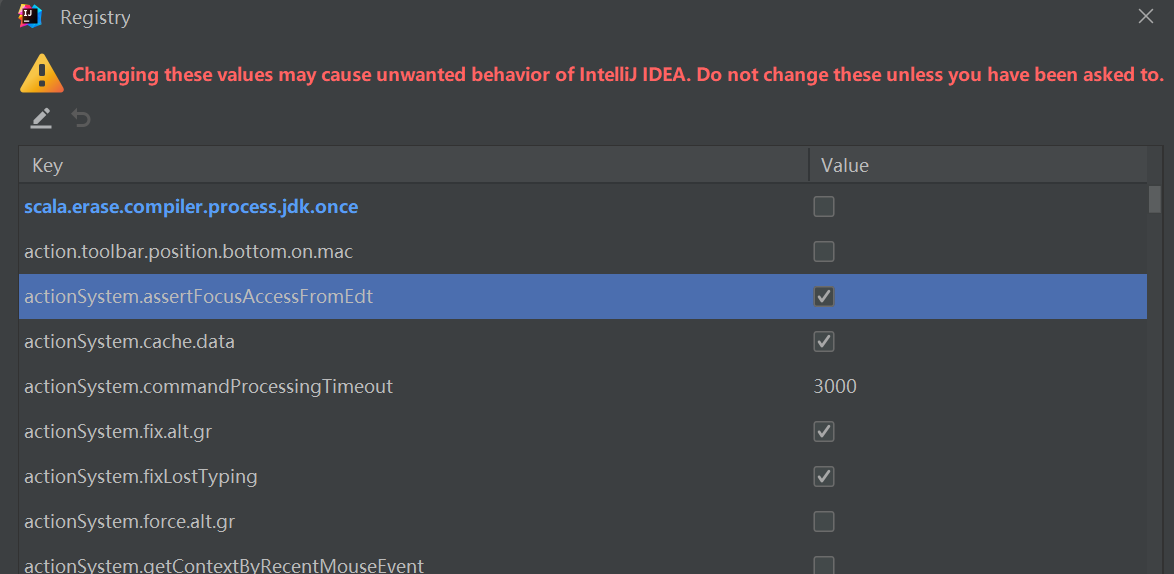 IJ
Registry
Changing these values may cause unwanted behavior of IntelliJ IDEA. Do not change these unless you have been asked to.
Key Value
scala.erase.compiler.process.jdk.once
action.toolbar.position.bottom.on.mac
actionSystem.assertFocusAccessFromEdt
actionSystem.cache.data
actionSystem.commandProcessingTimeout 3000
actionSystem.fix.alt.gr
actionSystem.fixLostTyping
actionSystem.force.alt.gr
actionSystem.getContextByRecentMouseEvent